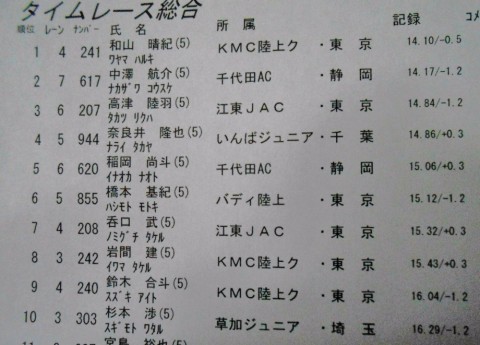 タイムレース総合
順位 レーン ナンバー 氏 名 所 属 記録 コメ
1 4 241 和山 晴紀(5) KMC陸上ク ・東 京 14.10/-0.5
ワヤマ ハルキ
2 7 617 中澤 航介(5) 千代田AC ・静 岡 14.17/-1.2
ナカザワ コウスケ
3 6 207 高津 陸羽(5) 江東JAC ・東 京 14.84/-1.2
タカツ リクハ
4 5 944 奈良井 隆也(5) いんばジュニア・千 葉 14.86/+0.3
ナライ タカヤ
5 6 620 稲岡 尚斗(5) 千代田AC ・静 岡 15.06/+0.3
イナオカ ナオト
6 5 855 橋本 基紀(5) バディ陸上 ・東 京 15.12/-1.2
ハシモト モトキ
7 4 208 呑口 武(5) 江東JAC ・東 京 15.32/+0.3
ノミグチ タケル
8 3 242 岩間 建(5) KMC陸上ク ・東 京 15.43/+0.3
イワマ タケル
9 4 240 鈴木 合斗(5) KMC陸上ク ・東 京 16.04/-1.2
スズキ アイト
10 3 303 杉本 渉(5) 草加ジュニア ・埼 玉 16.29/-1.2
スギモト ワタル
宮島 裕也(5)